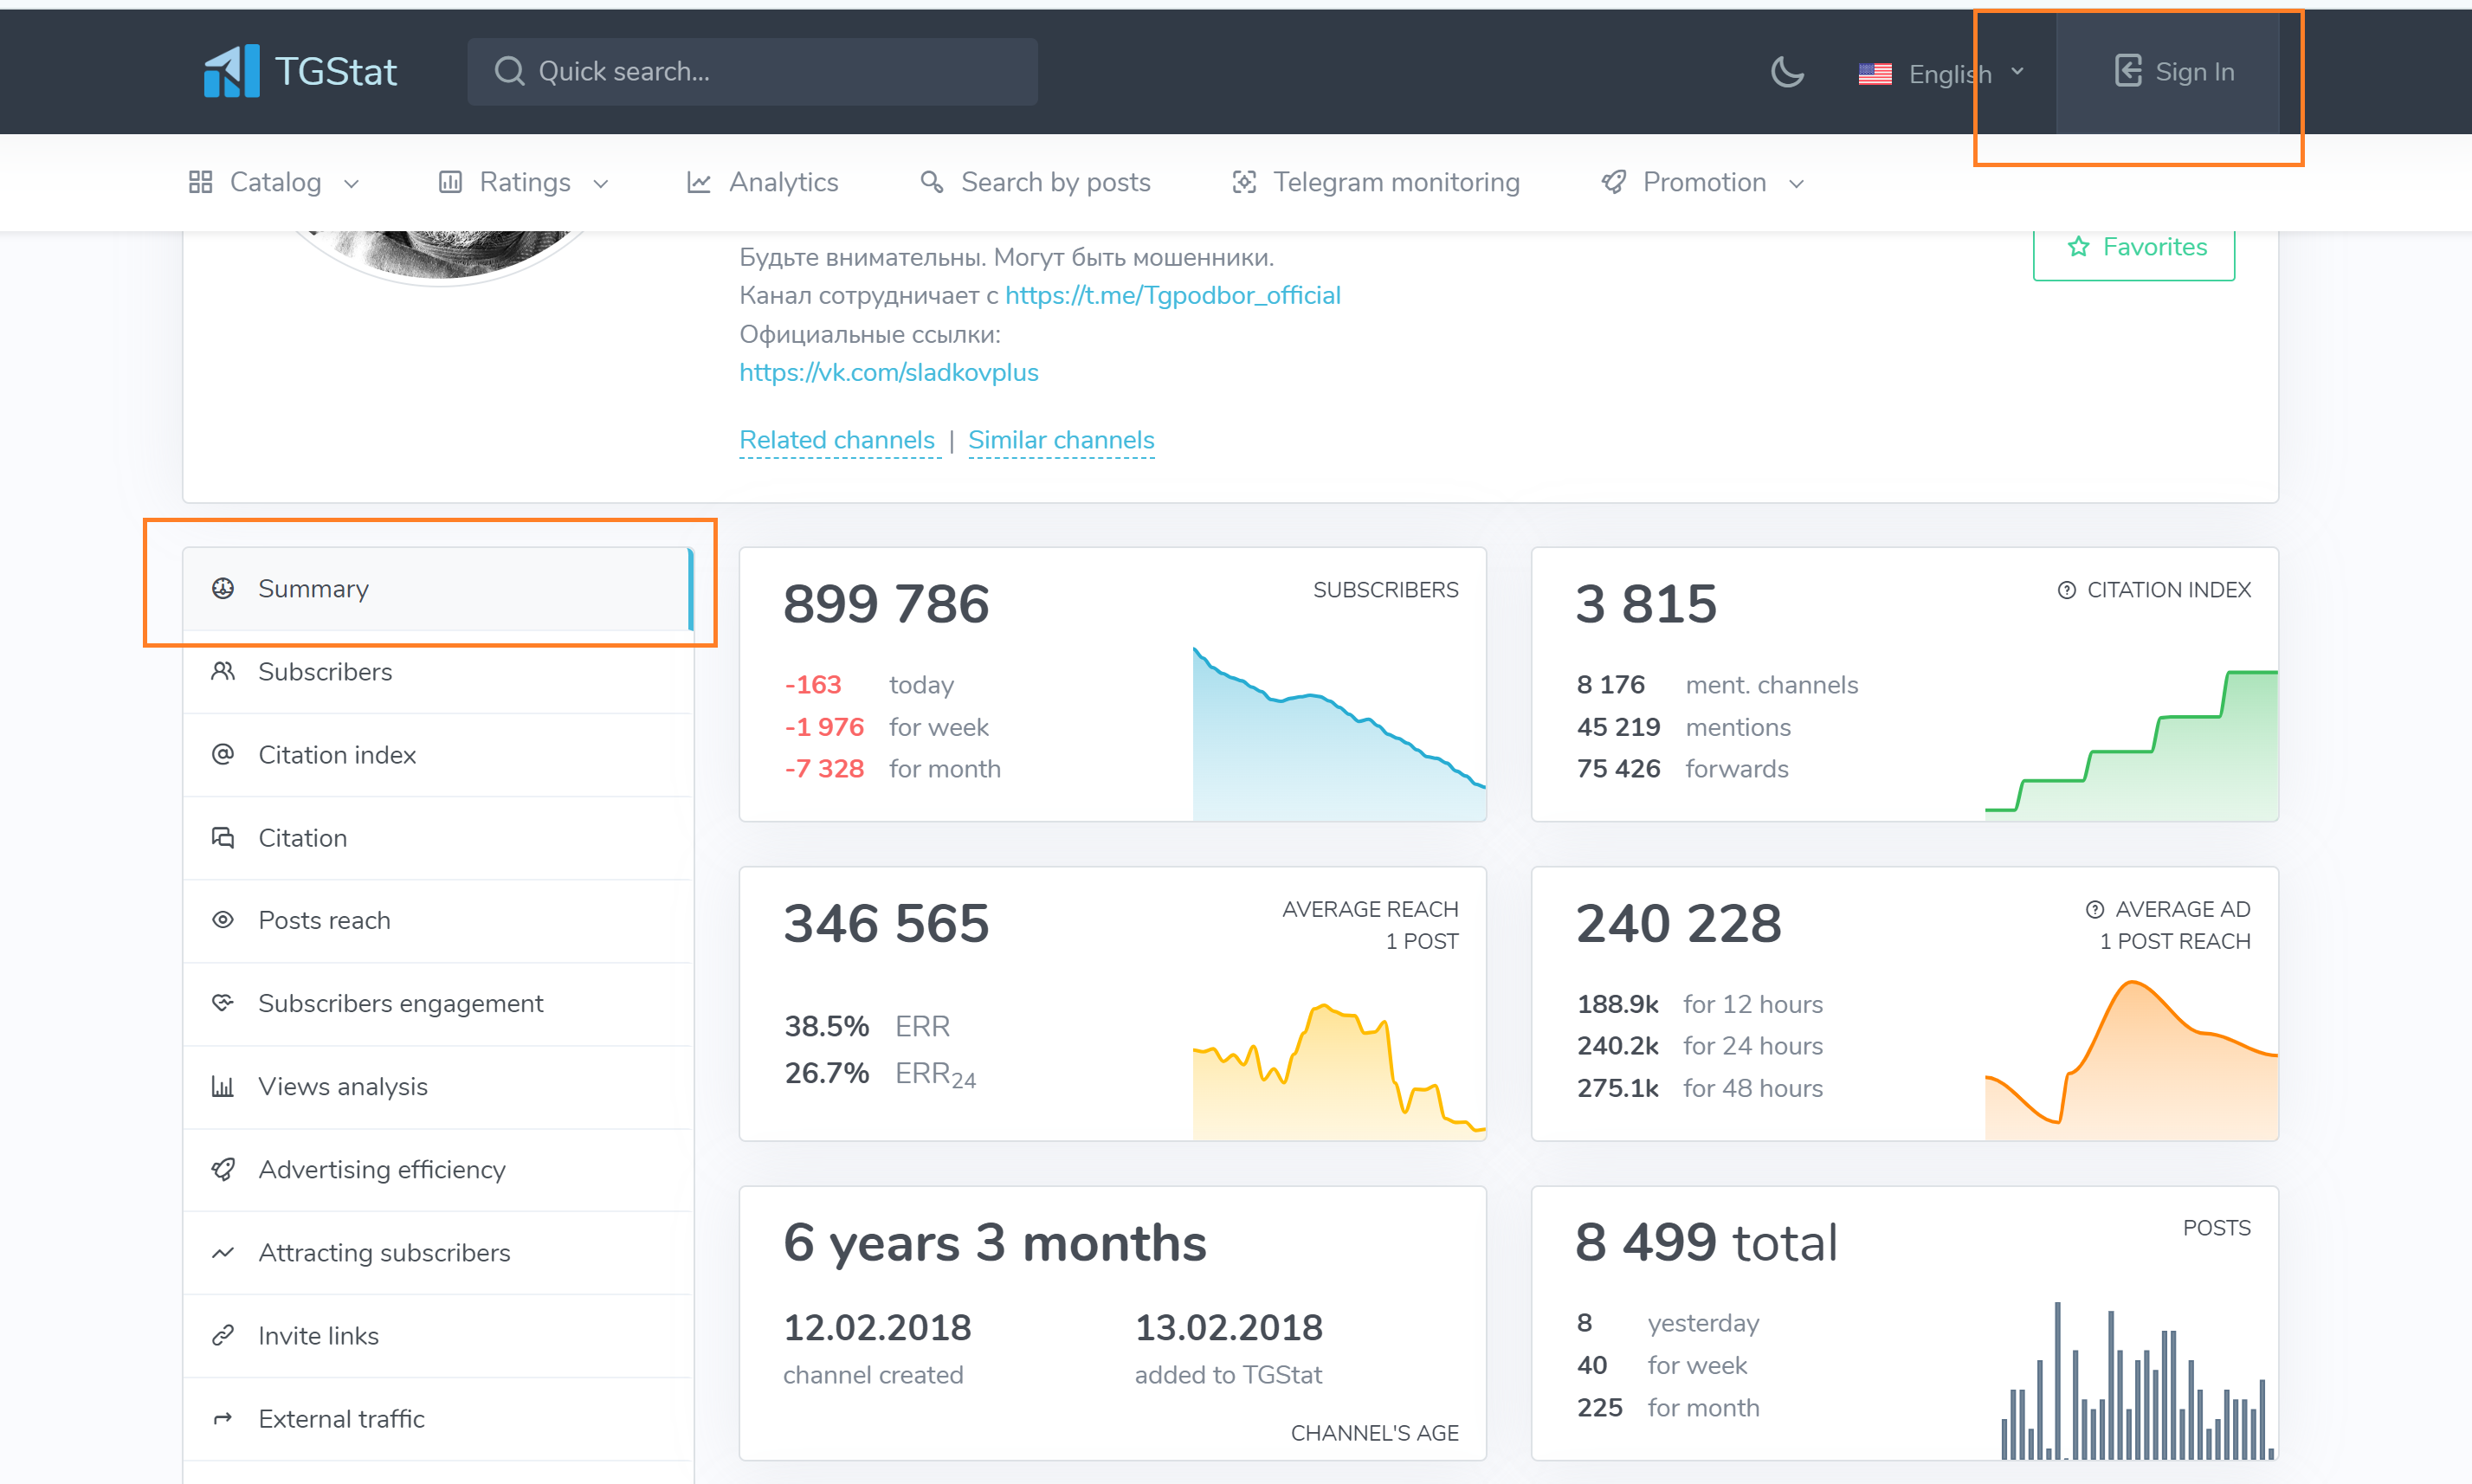 TGStat
Quick search...
English
Sign In
Catalog
Ratings
Analytics
Search by posts
Telegram monitoring
Promotion
Будьте внимательны. Могут быть мошенники.
Канал сотрудничает с https://t.me/Tgpodbor_official
Официальные ссылки:
https://vk.com/sladkovplus
Related channels | Similar channels
Favorites
Summary
Subscribers
Citation index
Citation
Posts reach
Subscribers engagement
Views analysis
Advertising efficiency
Attracting subscribers
Invite links
External traffic
899 786
SUBSCRIBERS
-163 today
-1 976 for week
-7 328 for month
3 815
CITATION INDEX
8 176 ment. channels
45 219 mentions
75 426 forwards
346 565
AVERAGE REACH
1 POST
38.5% ERR
26.7% ERR24
240 228
AVERAGE AD
1 POST REACH
188.9k for 12 hours
240.2k for 24 hours
275.1k for 48 hours
6 years 3 months
12.02.2018
channel created
13.02.2018
added to TGStat
CHANNEL'S AGE
8 499 total
POSTS
8 yesterday
40 for week
225 for month